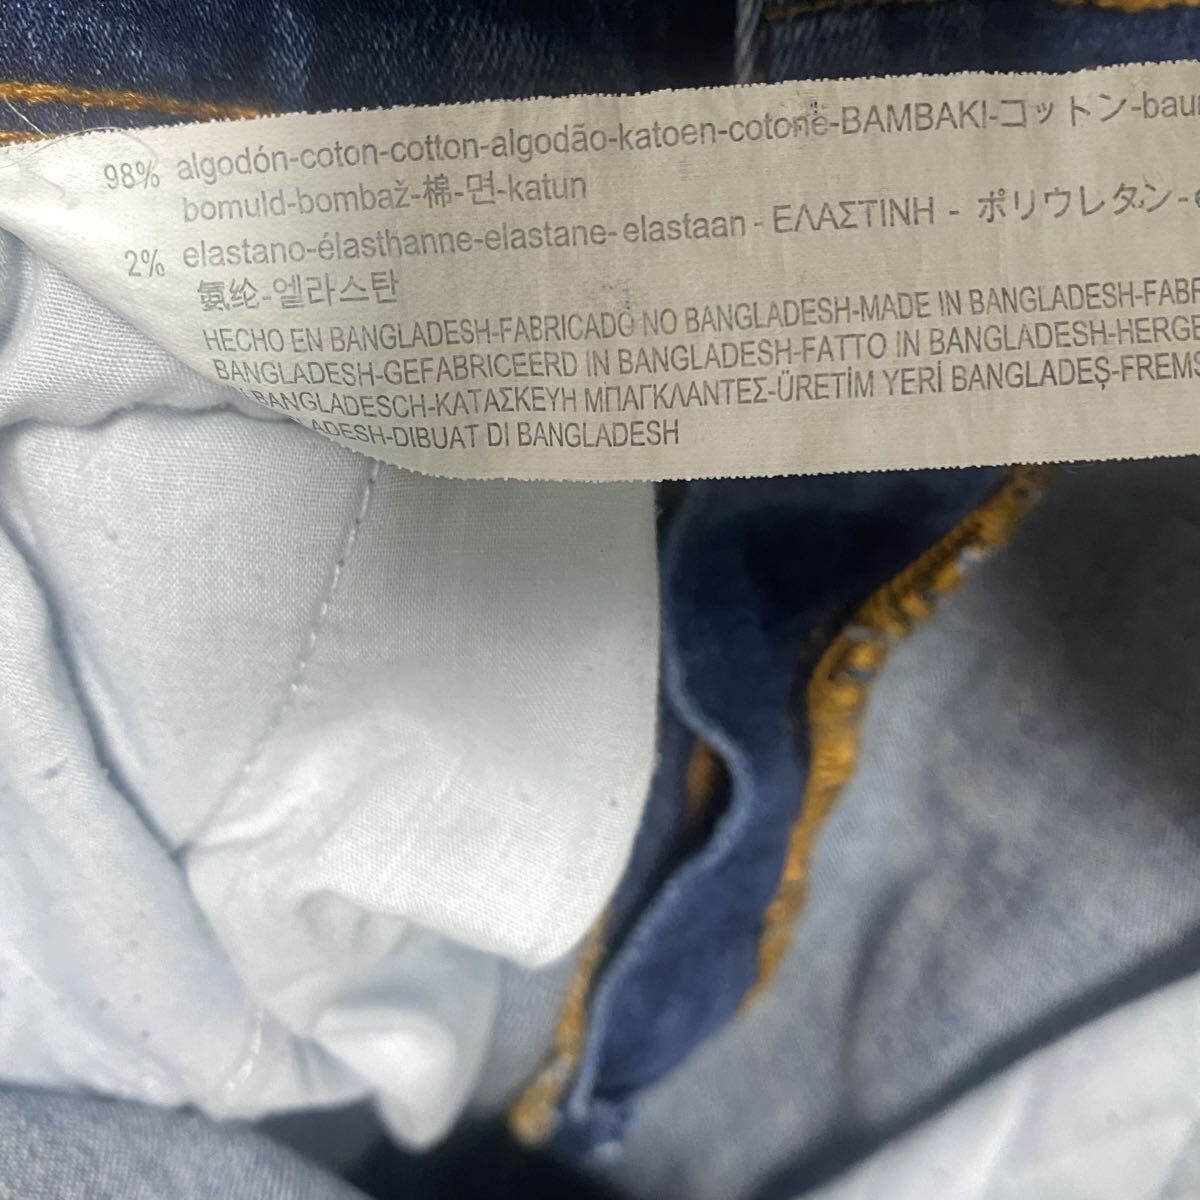 98% algodón-coton-cotton-algodão-katoen-cotone-BAMBAKI-コットン-bau
bomuld-bombaž-棉-면-katun
2% elastano-élasthanne-elastane-elastaan - ΕΛΑΣΤΙΝΗ - ポリウレタン-e
氨纶-엘라스탄
HECHO EN BANGLADESH-FABRICADO NO BANGLADESH-MADE IN BANGLADESH-FABR
BANGLADESH-GEFABRICEERD IN BANGLADESH-FATTO IN BANGLADESH-HERGE
BANGLADESCH-ΚΑΤΑΣΚΕΥΗ ΜΠΑΓΚΛΑΝΤΕΣ-ÜRETİM YERİ BANGLADEŞ-FREMS
LADESH-DIBUAT DI BANGLADESH